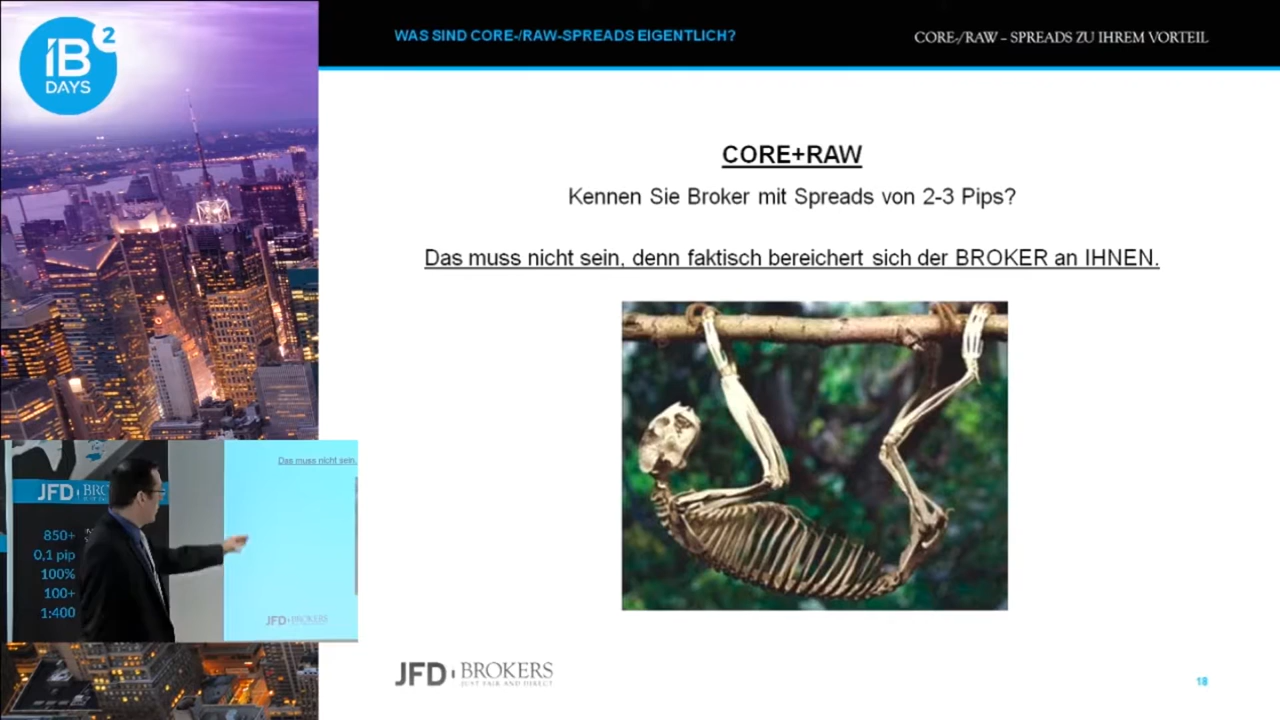 2
IB
DAYS
WAS SIND CORE-/RAW-SPREADS EIGENTLICH?
CORE-/RAW – SPREADS ZU IHREM VORTEIL
CORE+RAW
Kennen Sie Broker mit Spreads von 2-3 Pips?
Das muss nicht sein, denn faktisch bereichert sich der BROKER an IHNEN.
Das muss nicht sein,
JFD BRO
850+
0,1 pip
100%
100+
1:400
JFD BROKERS
JFD BROKERS
JUST FAIR AND DIRECT
18